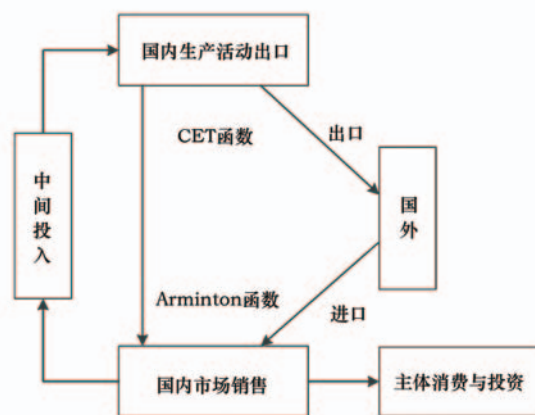 国内生产活动出口
CET函数
出口
中间投入
国外
Arminton函数
进口
国内市场销售
主体消费与投资